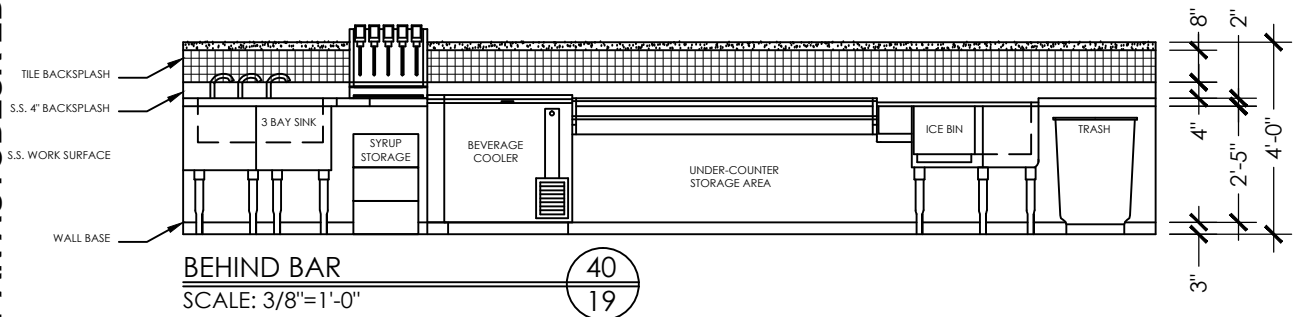 TILE BACKSPLASH
S.S. 4" BACKSPLASH
S.S. WORK SURFACE
WALL BASE
3 BAY SINK
SYRUP
STORAGE
BEVERAGE
COOLER
UNDER-COUNTER
STORAGE AREA
ICE BIN
TRASH
8"
2"
4"
2'-5"
4'-0"
3"
BEHIND BAR
SCALE: 3/8"=1'-0"
40
19